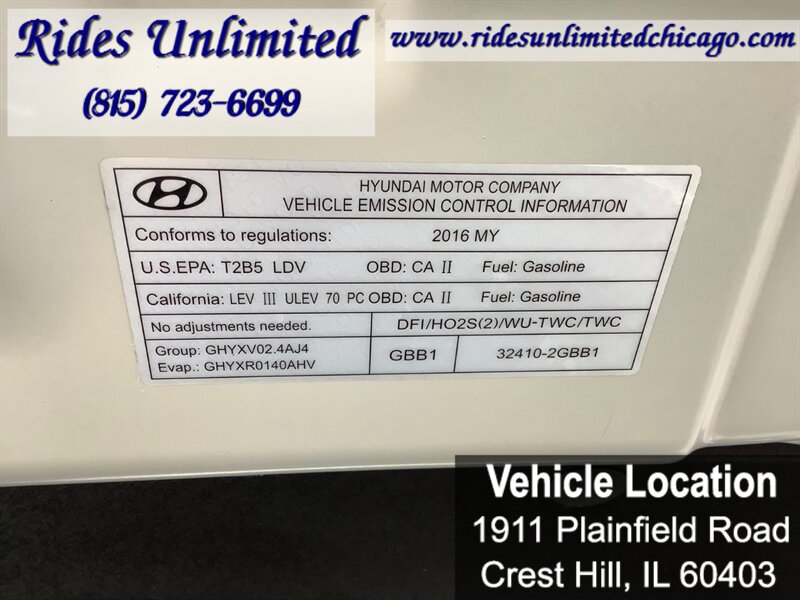 Rides Unlimited
(815) 723-6699
www.ridesunlimitedchicago.com
HYUNDAI MOTOR COMPANY
VEHICLE EMISSION CONTROL INFORMATION
Conforms to regulations: 2016 MY
U.S.EPA: T2B5 LDV OBD: CA II Fuel: Gasoline
California: LEV III ULEV 70 PC OBD: CA II Fuel: Gasoline
No adjustments needed. DFI/HO2S(2)/WU-TWC/TWC
Group: GHYXV02.4AJ4
Evap.: GHYXR0140AHV
GBB1 32410-2GBB1
Vehicle Location
1911 Plainfield Road
Crest Hill, IL 60403